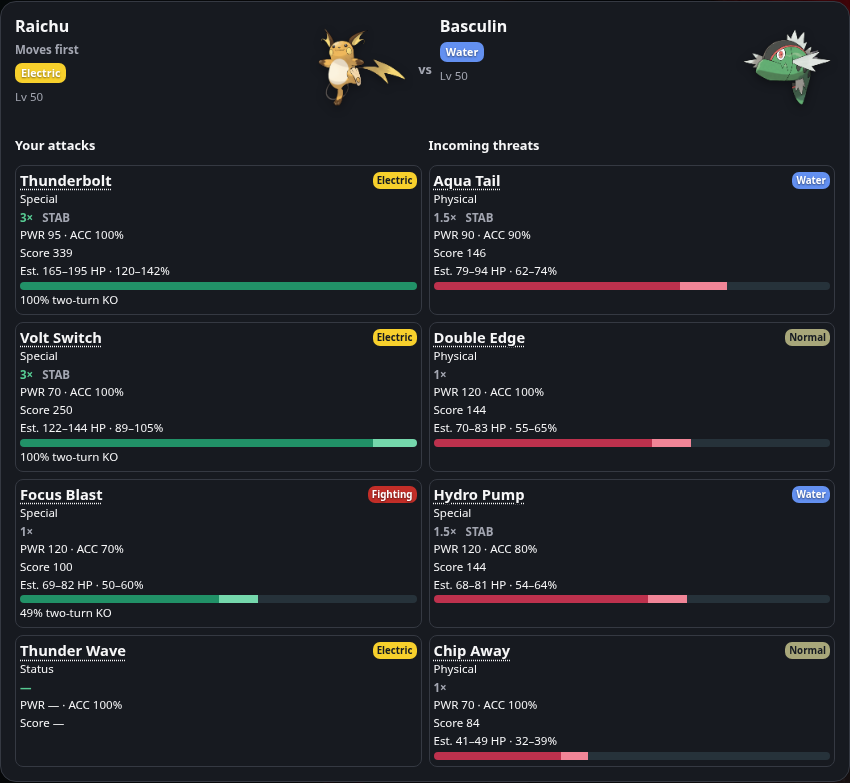 Raichu
Moves first
Electric
Lv 50
vs
Basculin
Water
Lv 50
Your attacks
Thunderbolt Electric
Special
3× STAB
PWR 95 · ACC 100%
Score 339
Est. 165–195 HP · 120–142%
100% two-turn KO
Volt Switch Electric
Special
3× STAB
PWR 70 · ACC 100%
Score 250
Est. 122–144 HP · 89–105%
100% two-turn KO
Focus Blast Fighting
Special
1×
PWR 120 · ACC 70%
Score 100
Est. 69–82 HP · 50–60%
49% two-turn KO
Thunder Wave Electric
Status
—
PWR — · ACC 100%
Score —
Incoming threats
Aqua Tail Water
Physical
1.5× STAB
PWR 90 · ACC 90%
Score 146
Est. 79–94 HP · 62–74%
Double Edge Normal
Physical
1×
PWR 120 · ACC 100%
Score 144
Est. 70–83 HP · 55–65%
Hydro Pump Water
Special
1.5× STAB
PWR 120 · ACC 80%
Score 144
Est. 68–81 HP · 54–64%
Chip Away Normal
Physical
1×
PWR 70 · ACC 100%
Score 84
Est. 41–49 HP · 32–39%